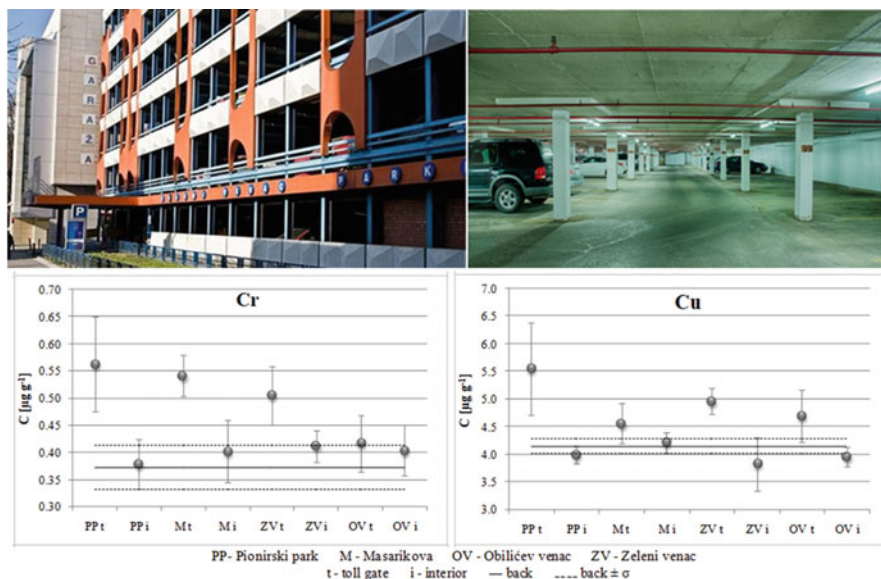 GARAŽA
P
PARK
Cr
C [µg g⁻¹]
0.70
0.65
0.60
0.55
0.50
0.45
0.40
0.35
0.30
PP t PP i M t M i ZV t ZV i OV t OV i
Cu
C [µg g⁻¹]
7.0
6.5
6.0
5.5
5.0
4.5
4.0
3.5
3.0
PP t PP i M t M i ZV t ZV i OV t OV i
PP- Pionirski park M - Masarikova OV - Obilićev venac ZV - Zeleni venac
t - toll gate i - interior — back ---- back ± σ